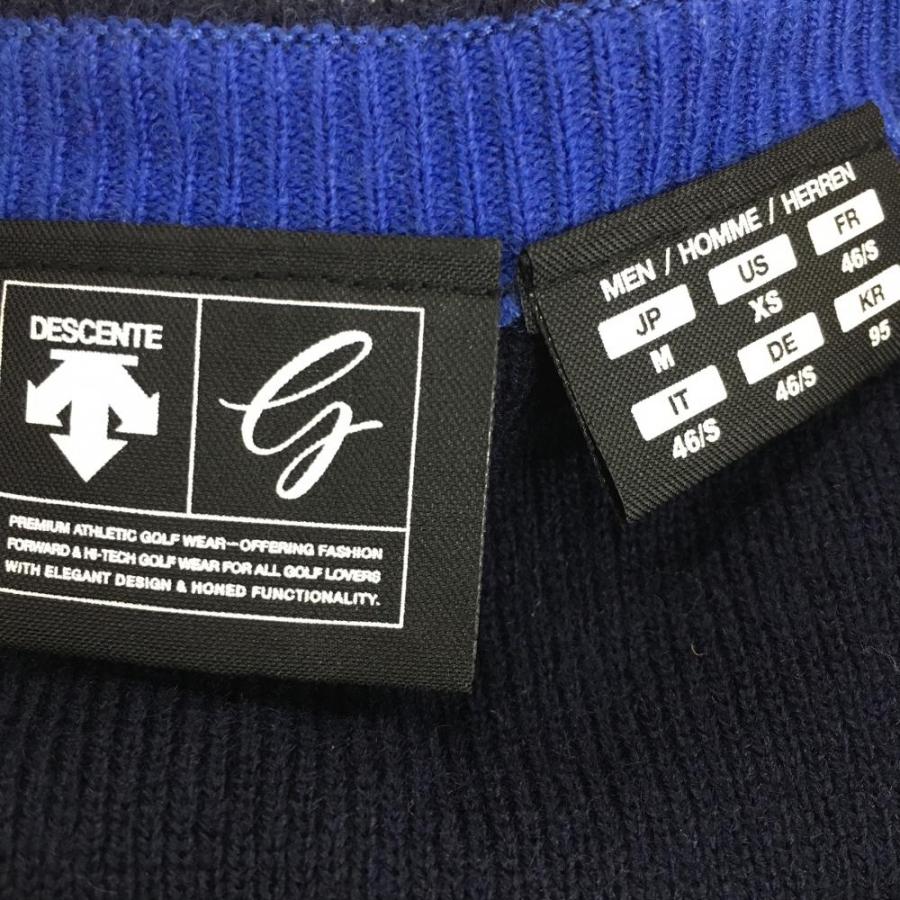 DESCENTE
G
PREMIUM ATHLETIC GOLF WEAR—OFFERING FASHION
FORWARD & HI-TECH GOLF WEAR FOR ALL GOLF LOVERS
WITH ELEGANT DESIGN & HONED FUNCTIONALITY.
MEN / HOMME / HERREN
JP US FR
M XS 46/S
IT DE KR
46/S 46/S 95